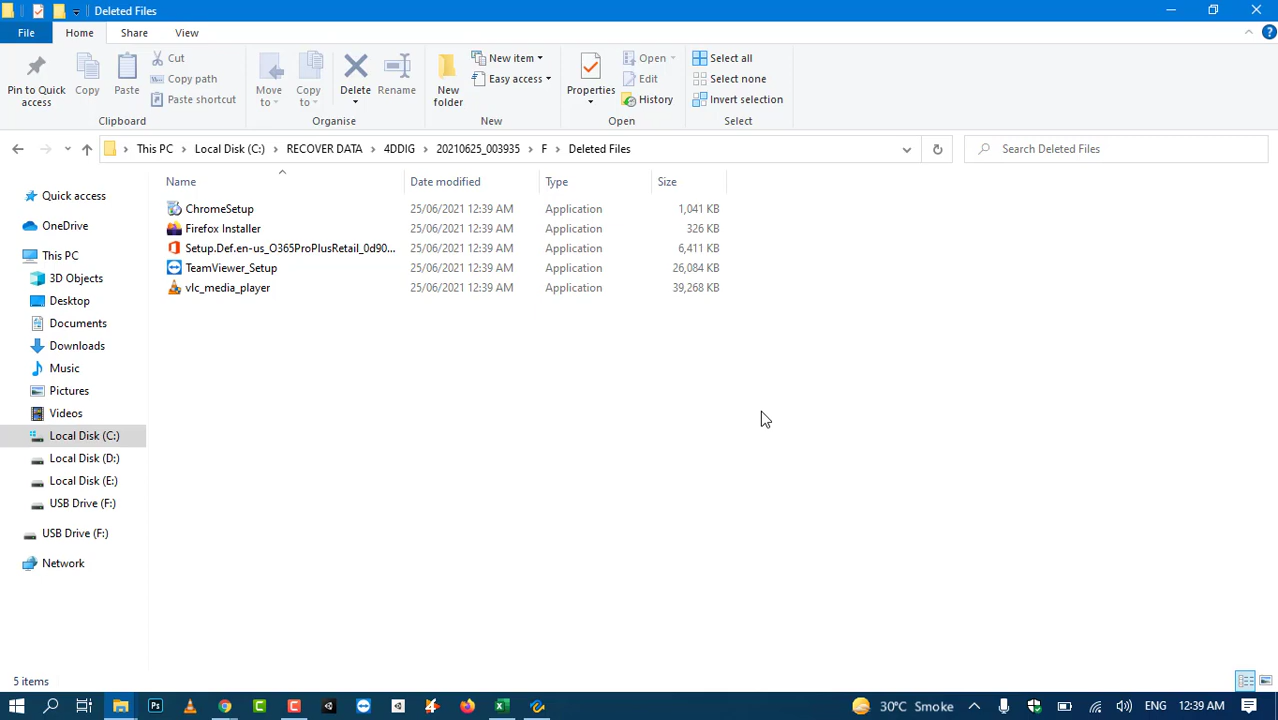 Deleted Files
File Home Share View
Pin to Quick access
Copy
Paste
Cut
Copy path
Paste shortcut
Clipboard
Move to
Copy to
Delete
Rename
Organise
New folder
New item
Easy access
New
Properties
Open
Edit
History
Open
Select all
Select none
Invert selection
Select
This PC Local Disk (C:) RECOVER DATA 4DDIG 20210625_003935 F Deleted Files
Search Deleted Files
Name Date modified Type Size
ChromeSetup 25/06/2021 12:39 AM Application 1,041 KB
Firefox Installer 25/06/2021 12:39 AM Application 326 KB
Setup.Def.en-us_O365ProPlusRetail_0d90... 25/06/2021 12:39 AM Application 6,411 KB
TeamViewer_Setup 25/06/2021 12:39 AM Application 26,084 KB
vlc_media_player 25/06/2021 12:39 AM Application 39,268 KB
Quick access
OneDrive
This PC
3D Objects
Desktop
Documents
Downloads
Music
Pictures
Videos
Local Disk (C:)
Local Disk (D:)
Local Disk (E:)
USB Drive (F:)
USB Drive (F:)
Network
5 items
Ps
30°C Smoke
ENG 12:39 AM